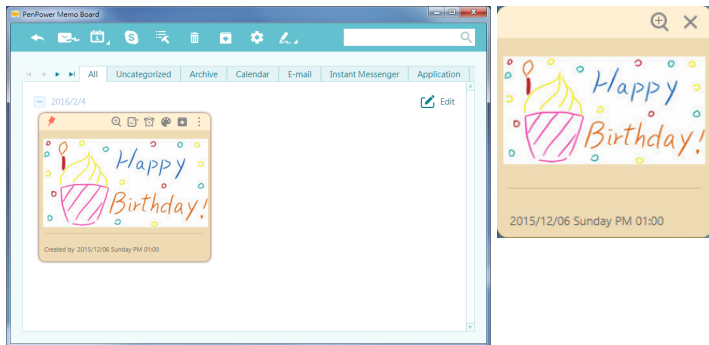 PenPower Memo Board
All Uncategorized Archive Calendar E-mail Instant Messenger Application
2016/2/4 Edit
Happy
Birthday!
Created by 2015/12/06 Sunday PM 01:00
Happy
Birthday!
2015/12/06 Sunday PM 01:00